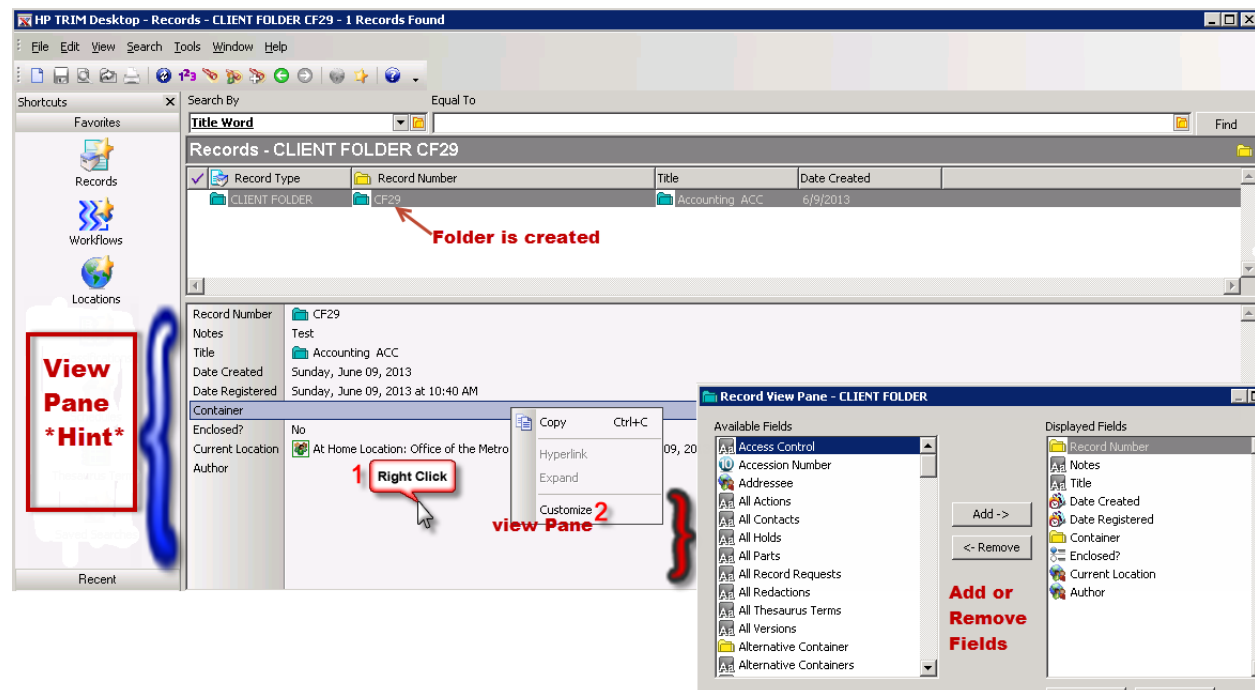 HP TRIM Desktop - Records - CLIENT FOLDER CF29 - 1 Records Found
File Edit View Search Tools Window Help
Shortcuts x
Search By Equal To
Favorites
Title Word
Find
Records - CLIENT FOLDER CF29
Records
Record Type Record Number Title Date Created
CLIENT FOLDER CF29 Accounting ACC 6/9/2013
Folder is created
Workflows
Locations
View
Pane
*Hint*
Recent
Record Number CF29
Notes Test
Title Accounting ACC
Date Created Sunday, June 09, 2013
Date Registered Sunday, June 09, 2013 at 10:40 AM
Container
Enclosed? No
Current Location At Home Location: Office of the Metro 09, 20
Author
1 Right Click
Copy Ctrl+C
Hyperlink
Expand
Customize 2
view Pane
Record View Pane - CLIENT FOLDER
Available Fields
Access Control
Accession Number
Addressee
All Actions
All Contacts
All Holds
All Parts
All Record Requests
All Redactions
All Thesaurus Terms
All Versions
Alternative Container
Alternative Containers
Add ->
<- Remove
Add or
Remove
Fields
Displayed Fields
Record Number
Notes
Title
Date Created
Date Registered
Container
Enclosed?
Current Location
Author